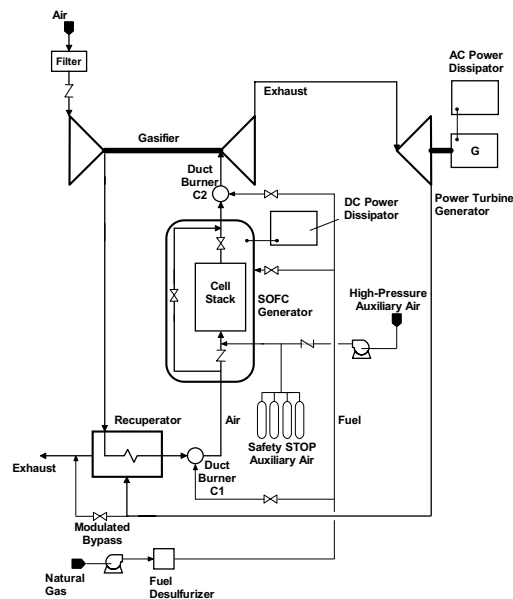 Air
Filter
AC Power
Dissipator
Exhaust
Gasifier
G
Duct
Burner
C2
Power Turbine
Generator
DC Power
Dissipator
Cell
Stack
SOFC
Generator
High-Pressure
Auxiliary Air
Recuperator
Air
Fuel
Safety STOP
Auxiliary Air
Exhaust
Duct
Burner
C1
Modulated
Bypass
Natural
Gas
Fuel
Desulfurizer